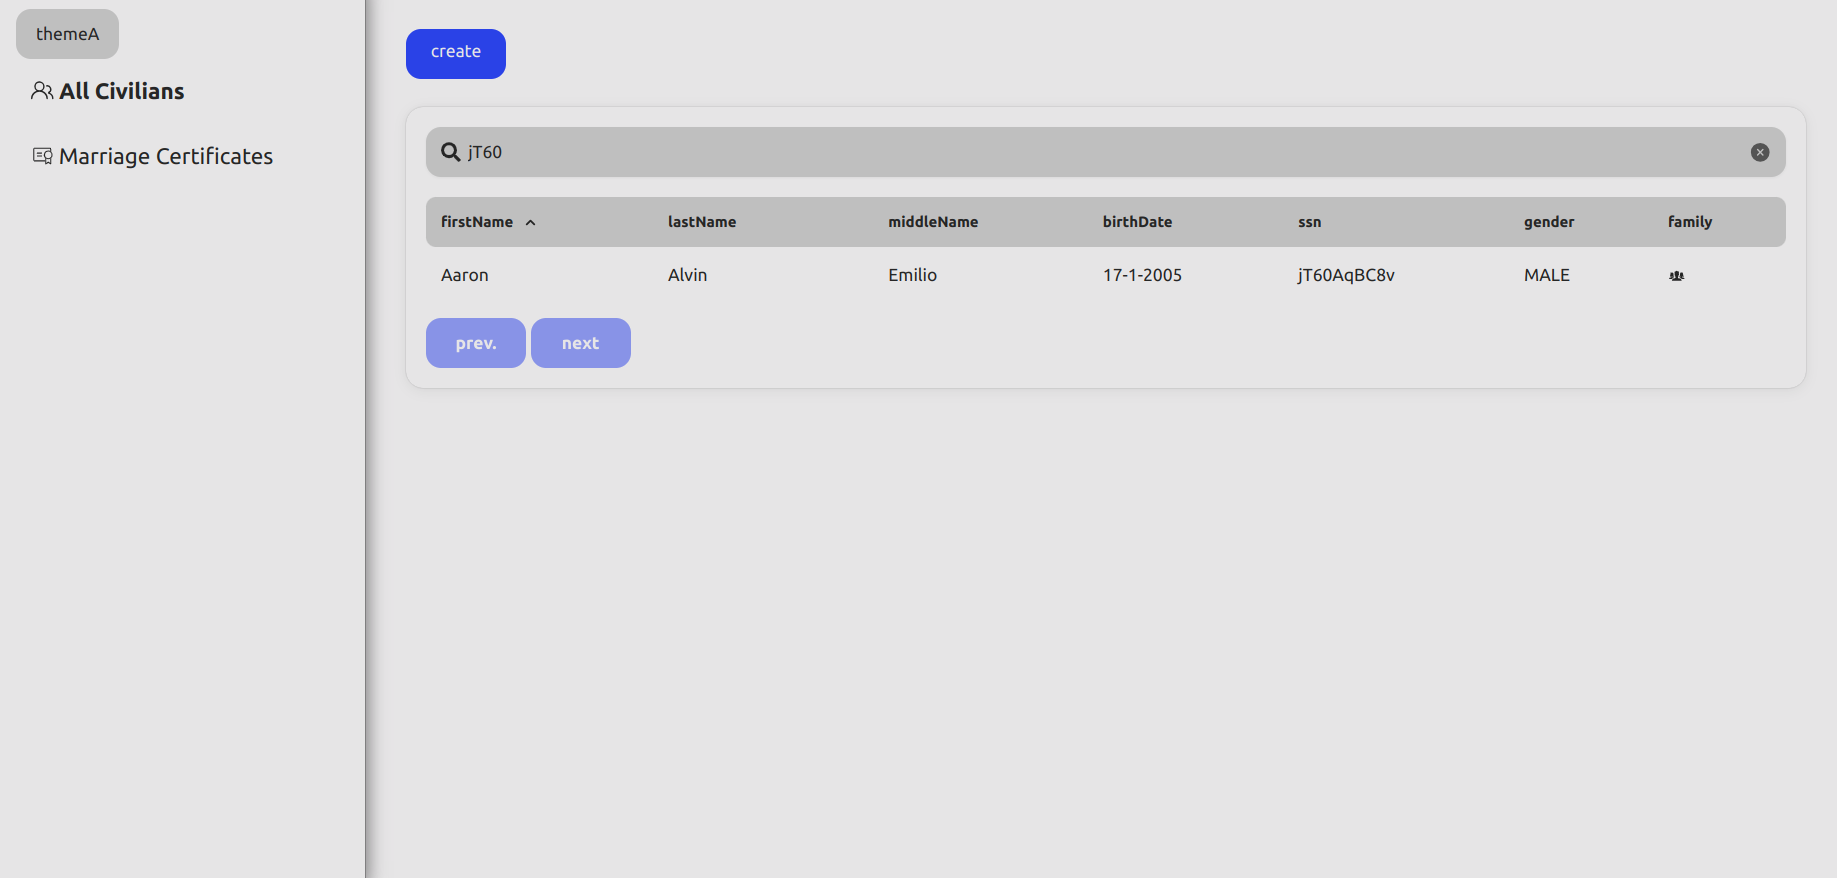 themeA
All Civilians
Marriage Certificates
create
jT60
firstName lastName middleName birthDate ssn gender family
Aaron Alvin Emilio 17-1-2005 jT60AqBC8v MALE
prev. next